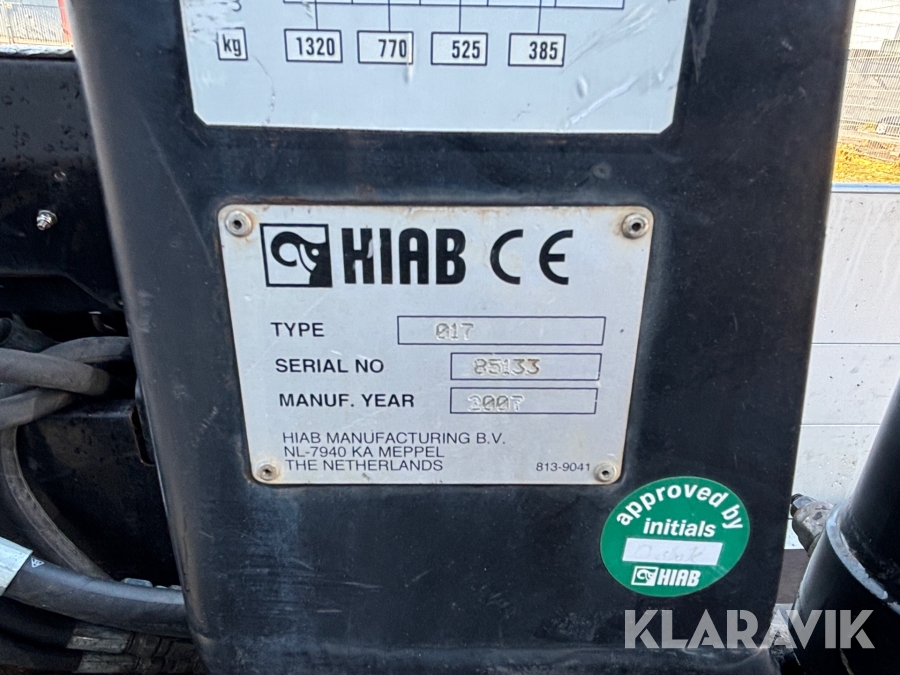 kg 1320 770 525 385
HIAB CE
TYPE 017
SERIAL NO 85133
MANUF. YEAR 2007
HIAB MANUFACTURING B.V.
NL-7940 KA MEPPEL
THE NETHERLANDS 813-9041
approved by
initials
HIAB
KLARAVIK